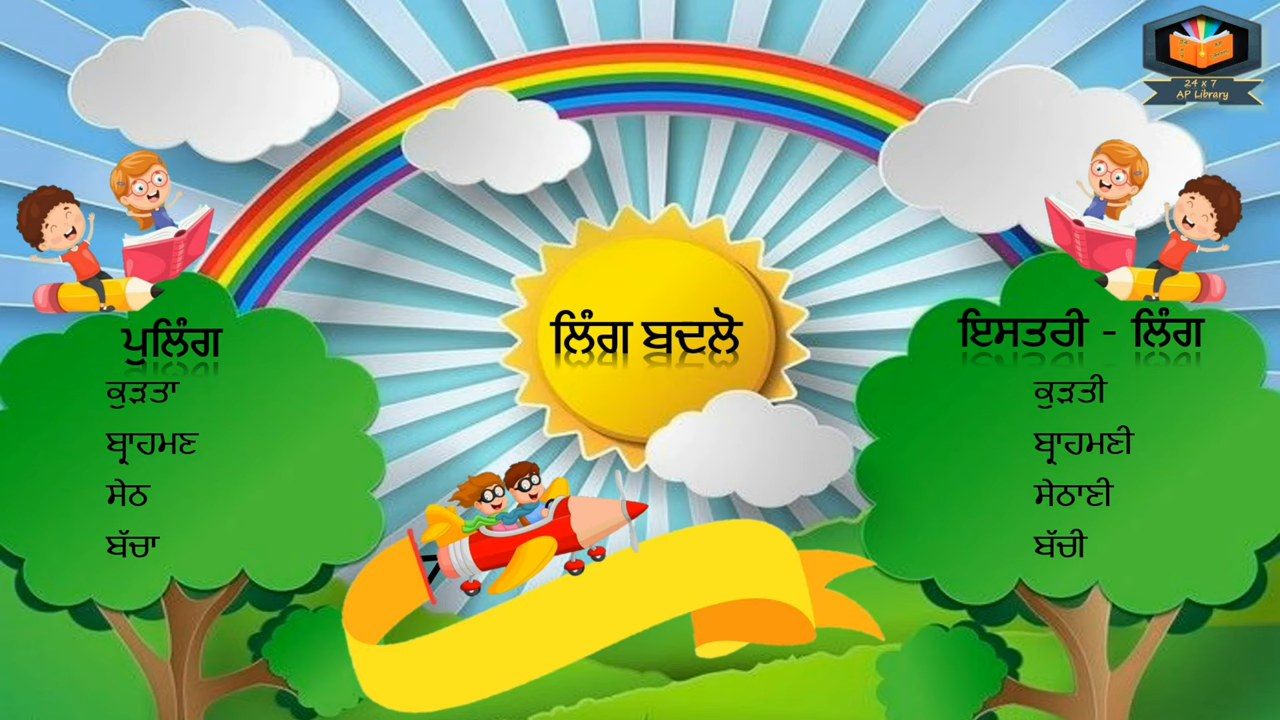 24 x 7
AP Library
ਲਿੰਗ ਬਦਲੋ
ਪੁਲਿੰਗ
ਕੁੜਤਾ
ਬ੍ਰਾਹਮਣ
ਸੇਠ
ਬੱਚਾ
ਇਸਤਰੀ - ਲਿੰਗ
ਕੁੜਤੀ
ਬ੍ਰਾਹਮਣੀ
ਸੇਠਾਣੀ
ਬੱਚੀ